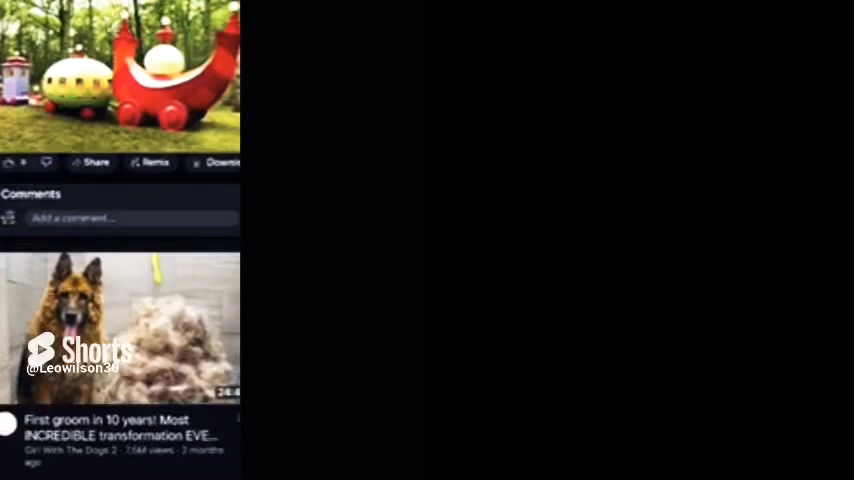 Share Remix
Comments
Add a comment...
Shorts
@Leowilson30
First groom in 10 years! Most
INCREDIBLE transformation EVE...
Girl With The Dogs 2 · 7.5M views · 2 months
ago